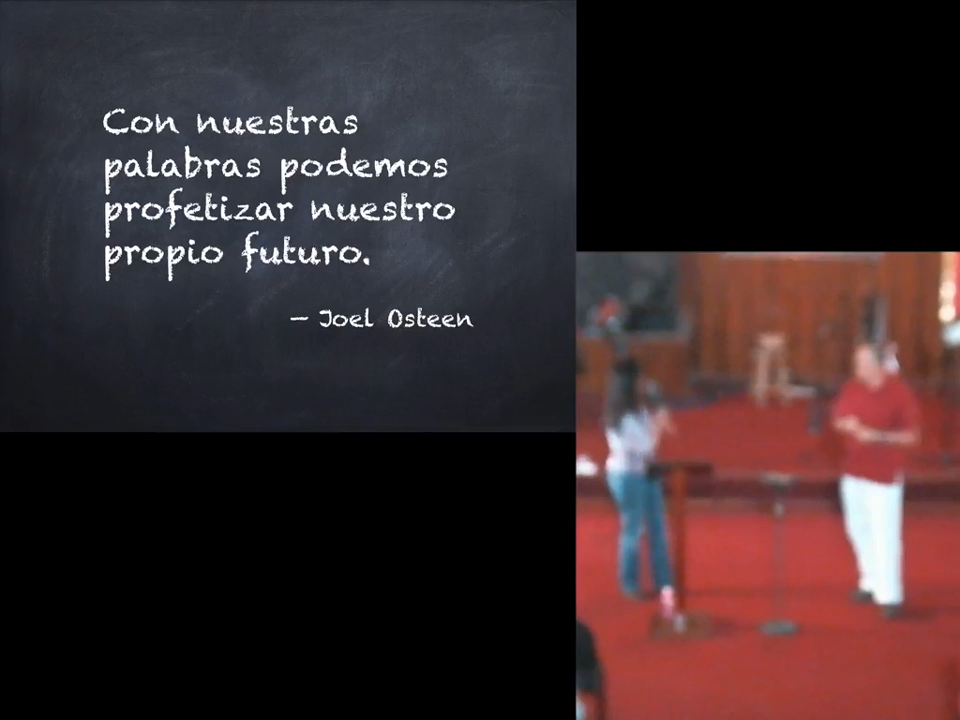 Con nuestras
palabras podemos
profetizar nuestro
propio futuro.
— Joel Osteen